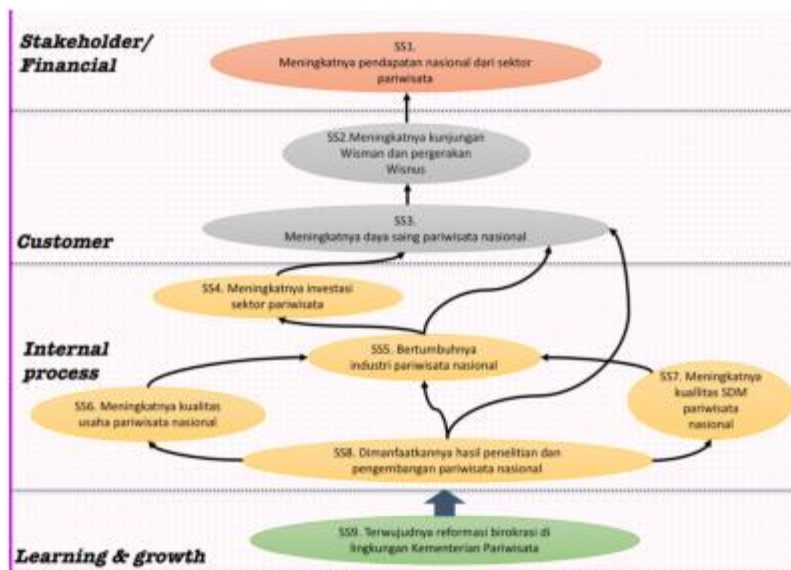 Stakeholder/
Financial
SS1.
Meningkatnya pendapatan nasional dari sektor
pariwisata
SS2.Meningkatnya kunjungan
Wisman dan pergerakan
Wisnus
SS3.
Meningkatnya daya saing pariwisata nasional
Customer
SS4. Meningkatnya investasi
sektor pariwisata
Internal
process
SS5. Bertumbuhnya
industri pariwisata nasional
SS6. Meningkatnya kualitas
usaha pariwisata nasional
SS7. Meningkatnya
kuallitas SDM
pariwisata
nasional
SS8. Dimanfaatkannya hasil penelitian dan
pengembangan pariwisata nasional
SS9. Terwujudnya reformasi birokrasi di
lingkungan Kementerian Pariwisata
Learning & growth